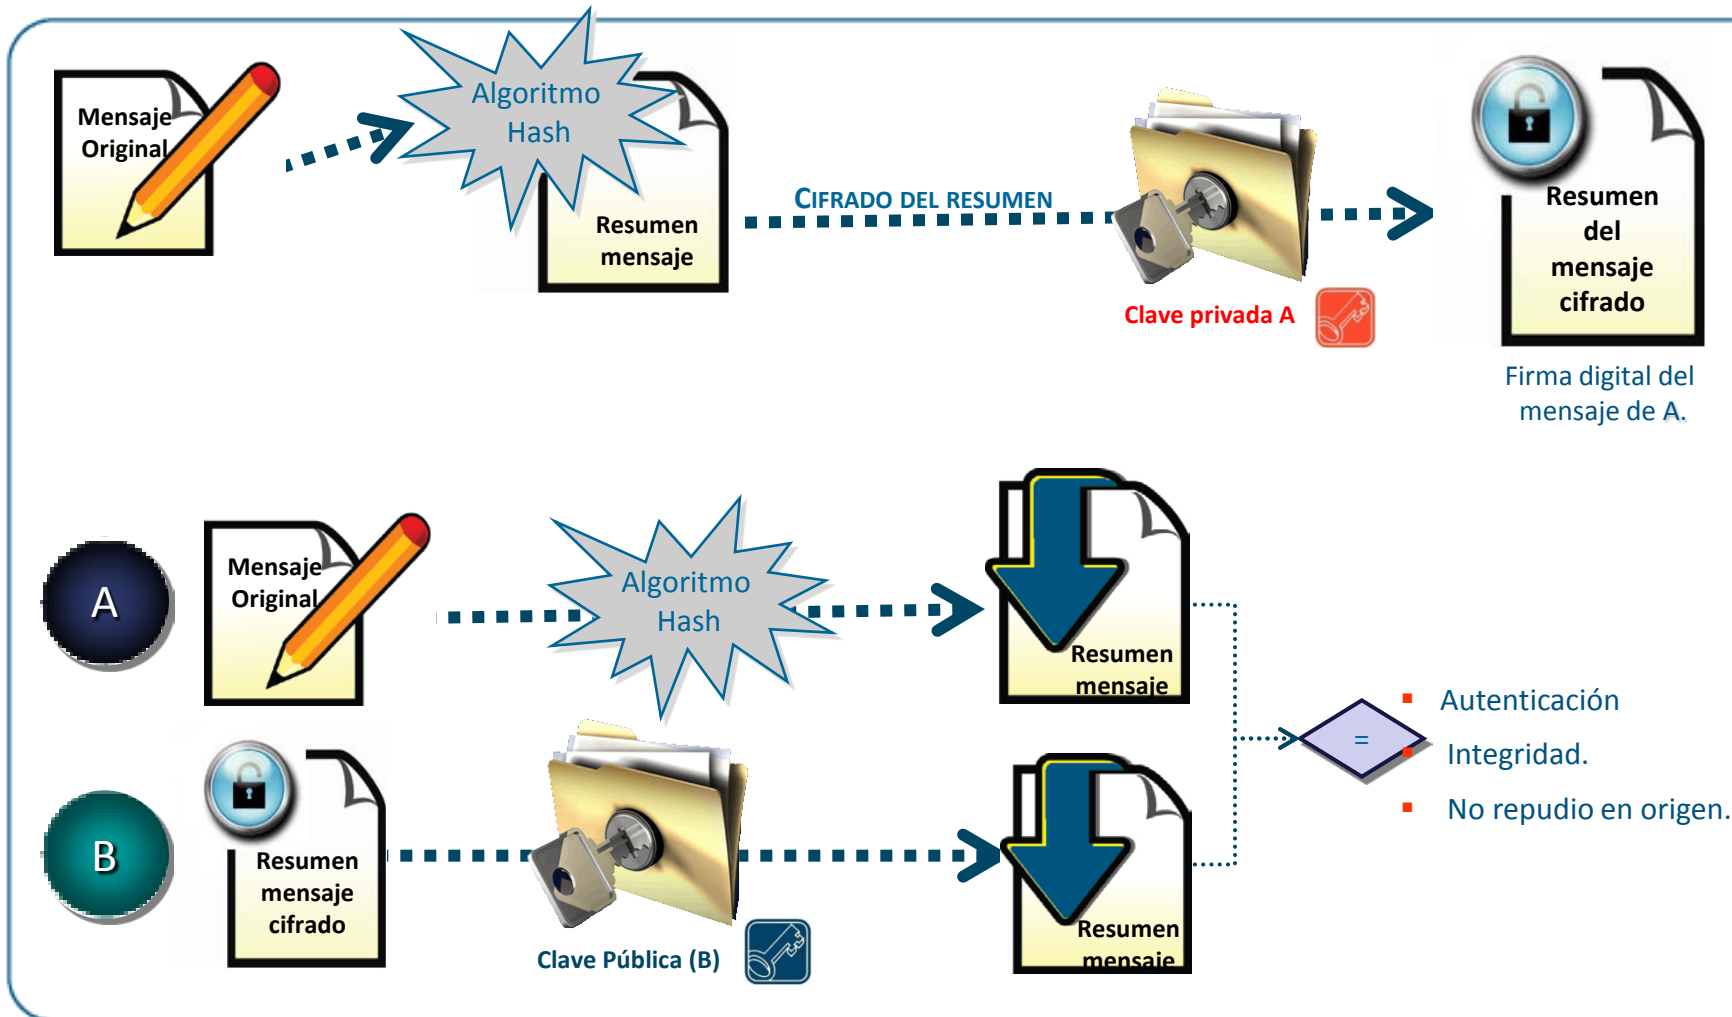 Mensaje
Original
Algoritmo
Hash
Resumen
mensaje
CIFRADO DEL RESUMEN
Clave privada A
Resumen
del
mensaje
cifrado
Firma digital del
mensaje de A.
A
Mensaje
Original
Algoritmo
Hash
Resumen
mensaje
B
Resumen
mensaje
cifrado
Clave Pública (B)
Resumen
mensaje
=
▪ Autenticación
▪ Integridad.
▪ No repudio en origen.